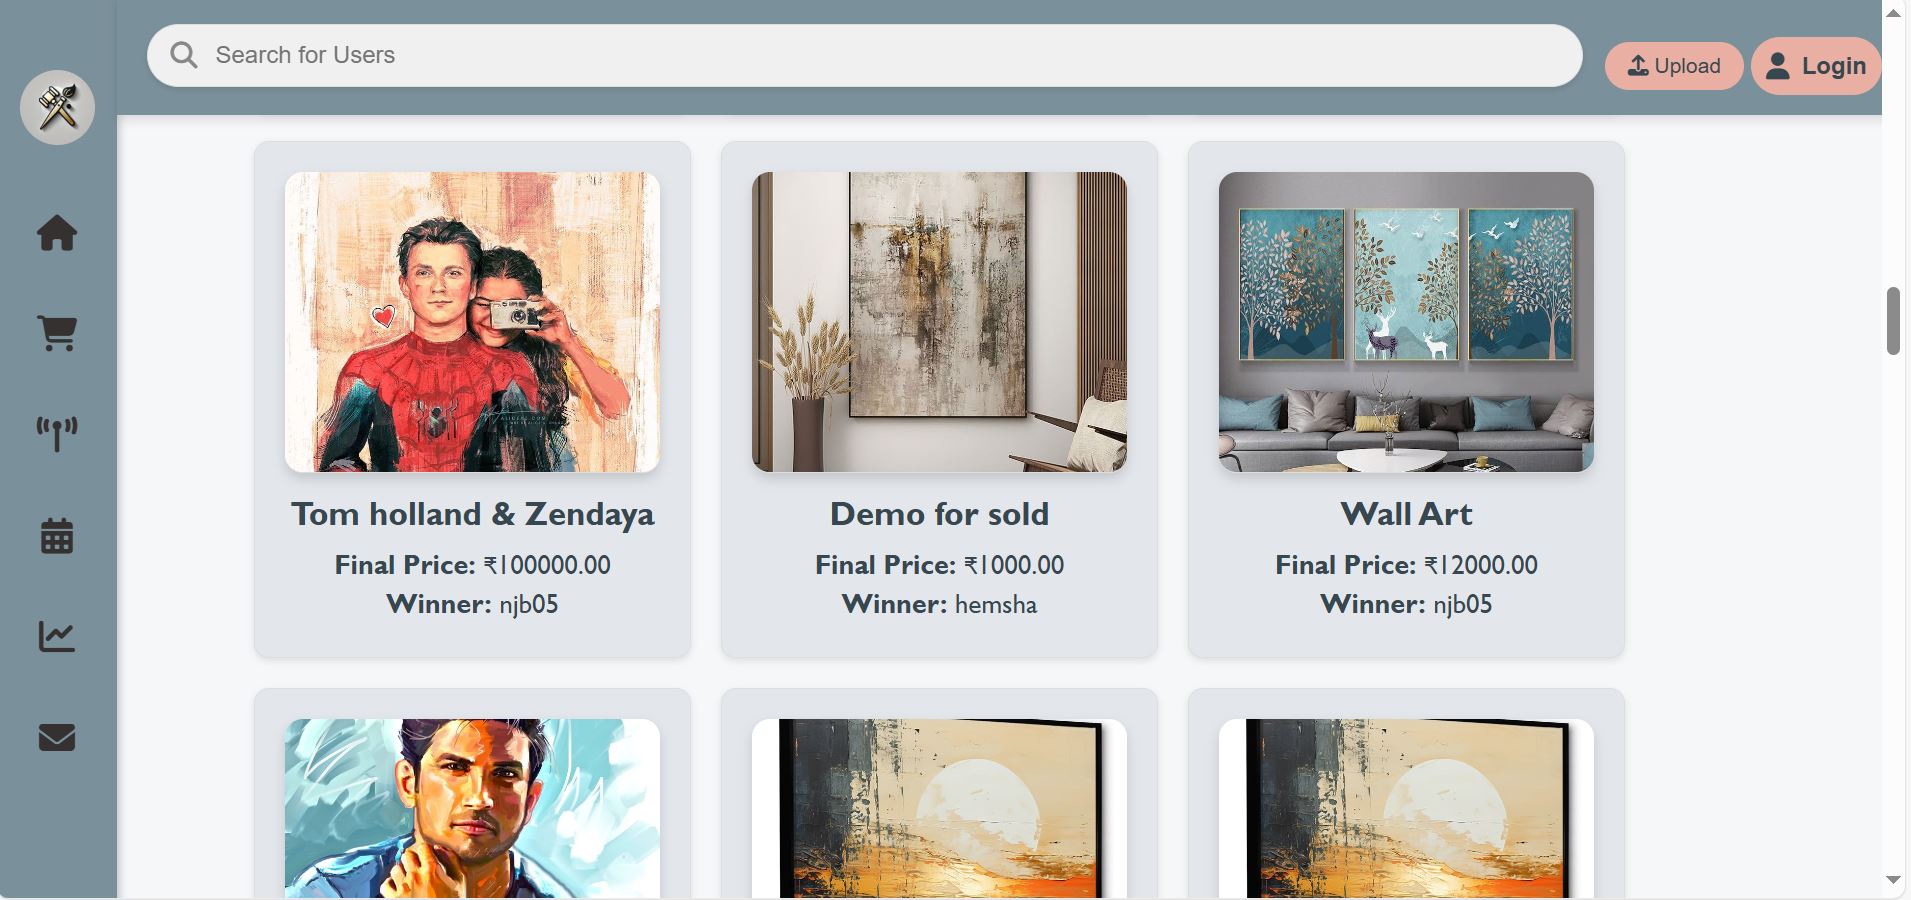 Search for Users
Upload
Login
Tom holland & Zendaya
Final Price: ₹100000.00
Winner: njb05
Demo for sold
Final Price: ₹1000.00
Winner: hemsha
Wall Art
Final Price: ₹12000.00
Winner: njb05